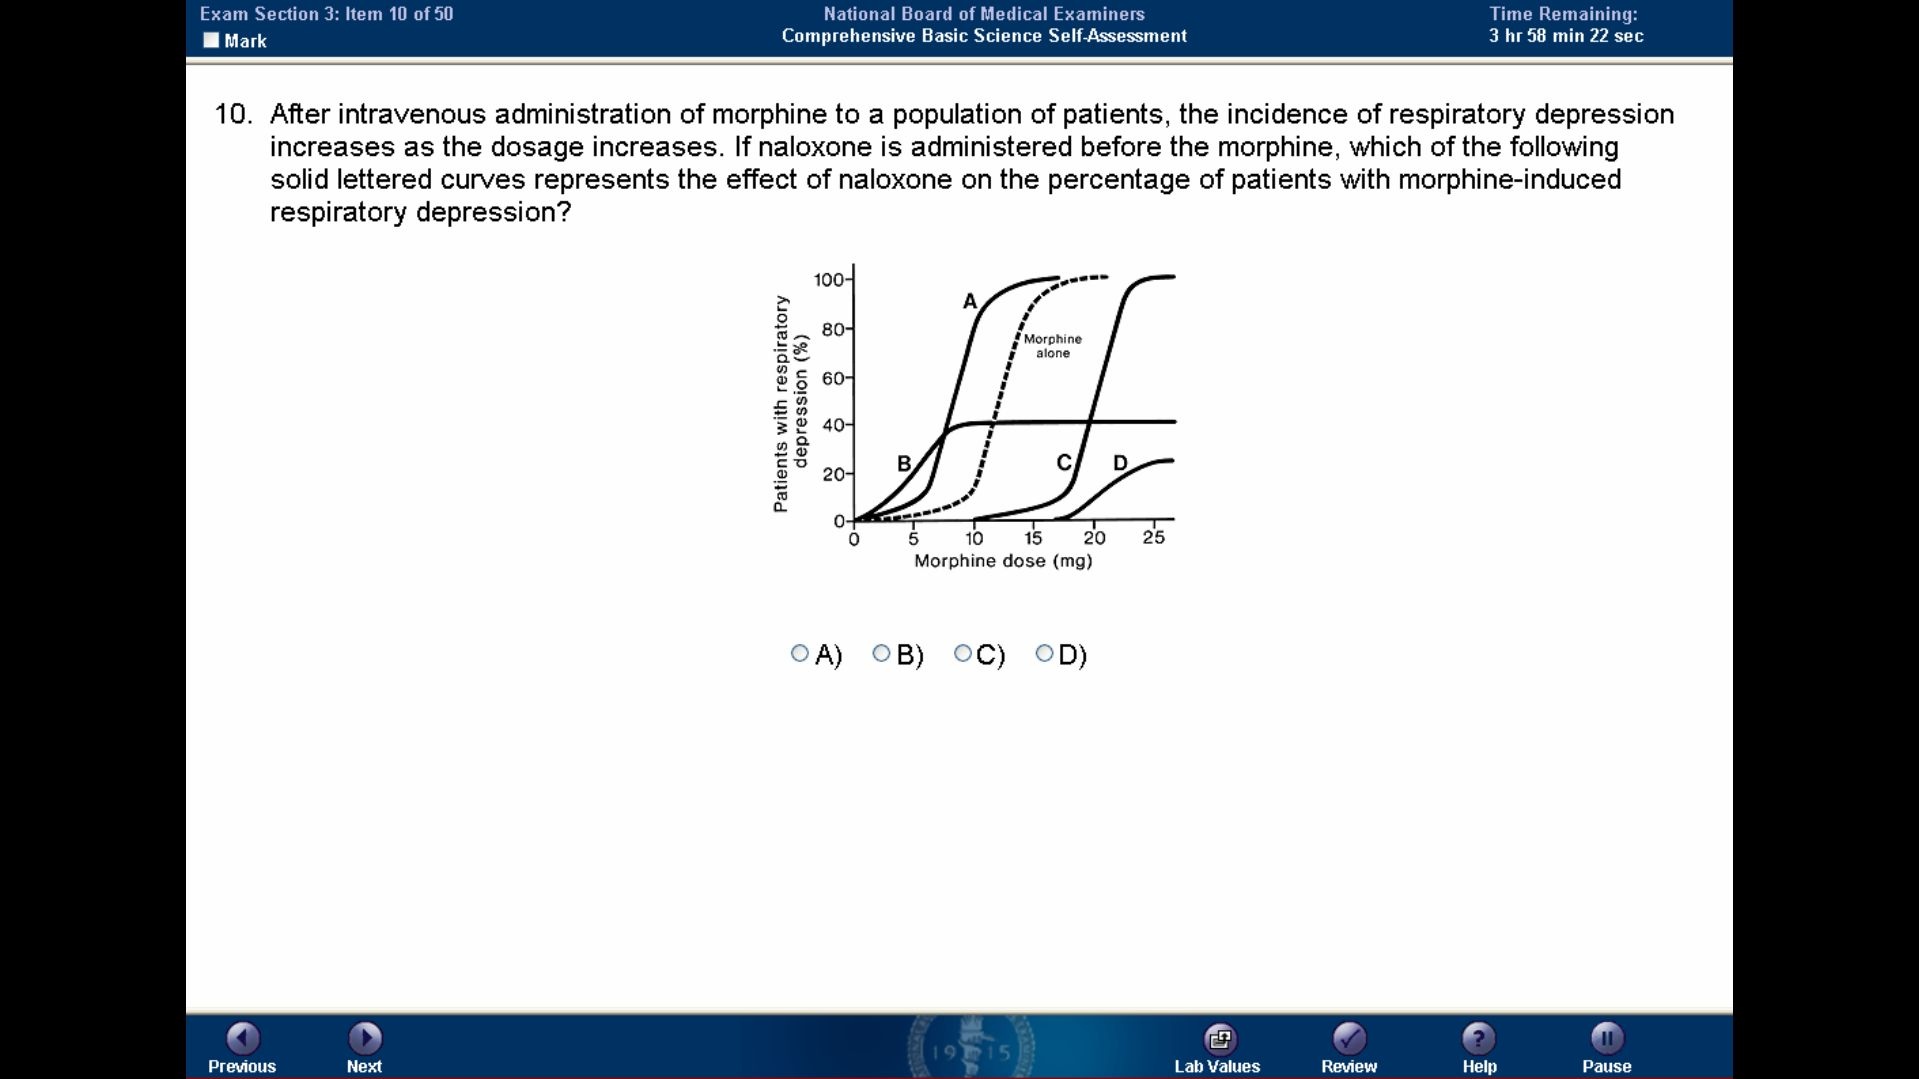 Exam Section 3: Item 10 of 50
Mark
National Board of Medical Examiners
Comprehensive Basic Science Self-Assessment
Time Remaining:
3 hr 58 min 22 sec
10. After intravenous administration of morphine to a population of patients, the incidence of respiratory depression
increases as the dosage increases. If naloxone is administered before the morphine, which of the following
solid lettered curves represents the effect of naloxone on the percentage of patients with morphine-induced
respiratory depression?
Patients with respiratory
depression (%)
100
80
60
40
20
0
A
Morphine
alone
B
C
D
0 5 10 15 20 25
Morphine dose (mg)
A) B) C) D)
Previous
Next
19 15
Lab Values
Review
Help
Pause